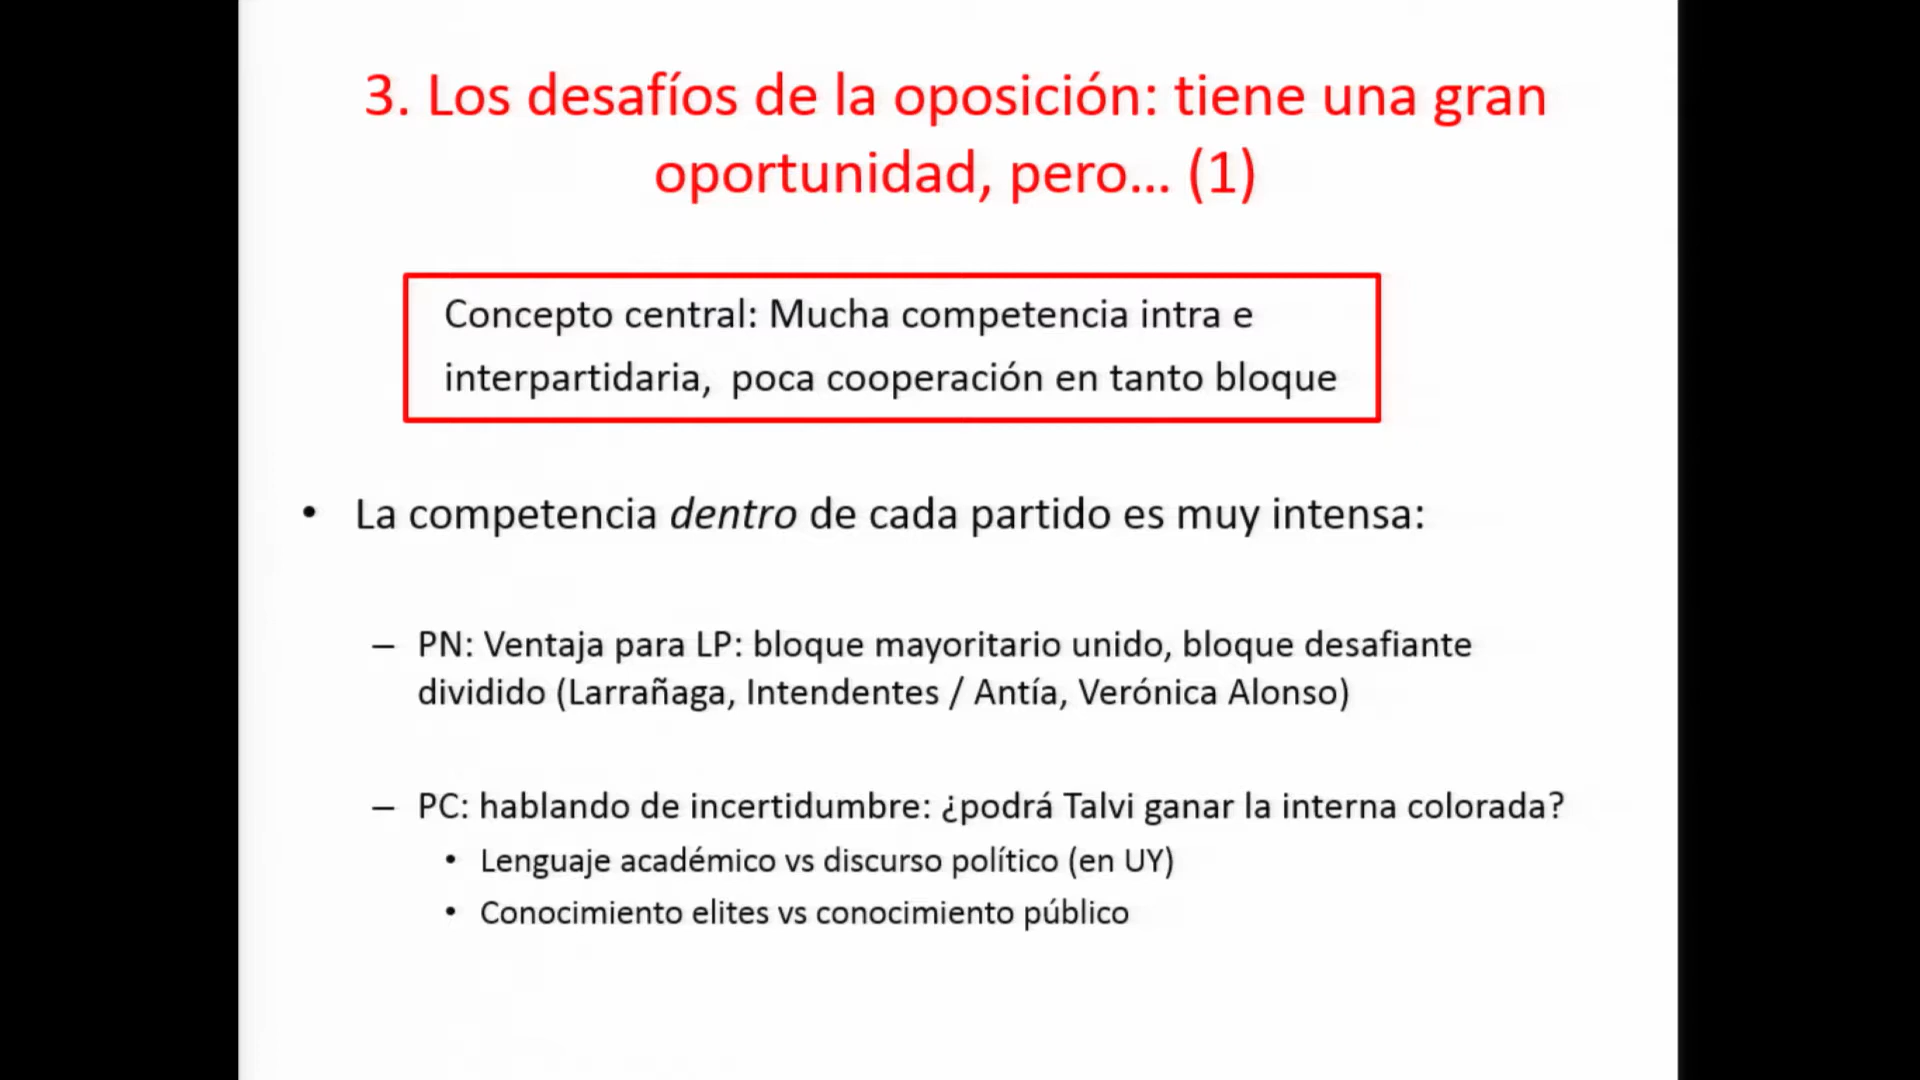 3. Los desafíos de la oposición: tiene una gran
oportunidad, pero... (1)
Concepto central: Mucha competencia intra e
interpartidaria, poca cooperación en tanto bloque
• La competencia dentro de cada partido es muy intensa:
– PN: Ventaja para LP: bloque mayoritario unido, bloque desafiante
dividido (Larrañaga, Intendentes / Antía, Verónica Alonso)
– PC: hablando de incertidumbre: ¿podrá Talvi ganar la interna colorada?
• Lenguaje académico vs discurso político (en UY)
• Conocimiento elites vs conocimiento público